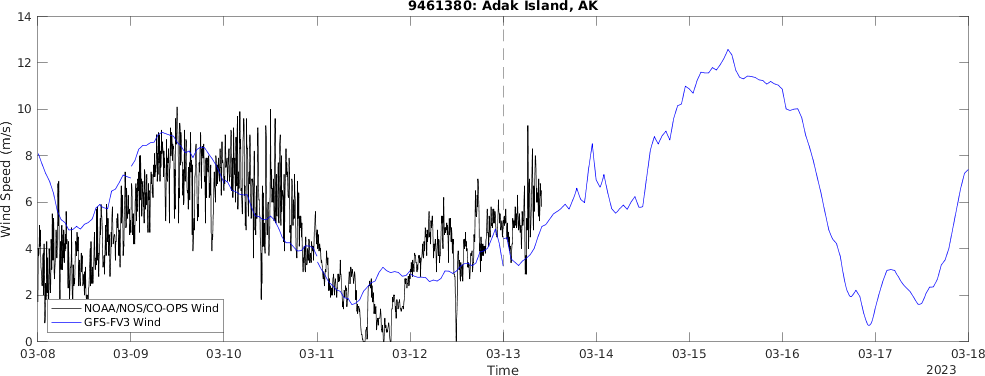 9461380: Adak Island, AK
14
12
10
8
6
4
2
0
Wind Speed (m/s)
NOAA/NOS/CO-OPS Wind
GFS-FV3 Wind
03-08 03-09 03-10 03-11 03-12 03-13 03-14 03-15 03-16 03-17 03-18
Time
2023